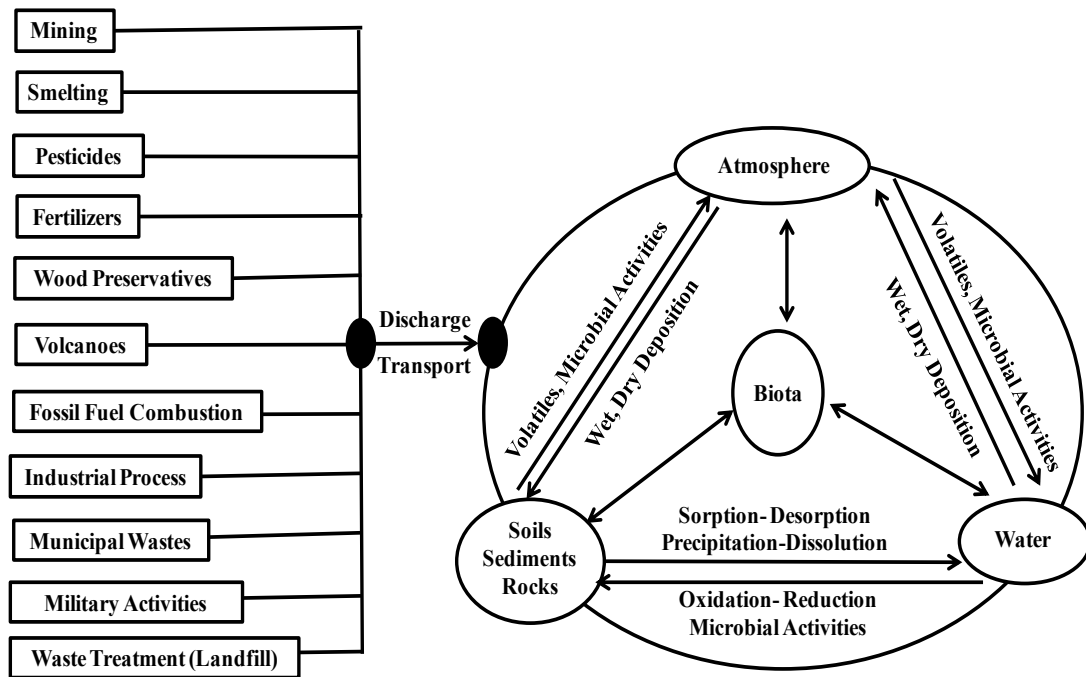 Mining
Smelting
Pesticides
Fertilizers
Wood Preservatives
Volcanoes
Fossil Fuel Combustion
Industrial Process
Municipal Wastes
Military Activities
Waste Treatment (Landfill)
Discharge
Transport
Atmosphere
Volatiles, Microbial Activities
Wet, Dry Deposition
Biota
Wet, Dry Deposition
Volatiles, Microbial Activities
Soils
Sediments
Rocks
Sorption-Desorption
Precipitation-Dissolution
Oxidation-Reduction
Microbial Activities
Water